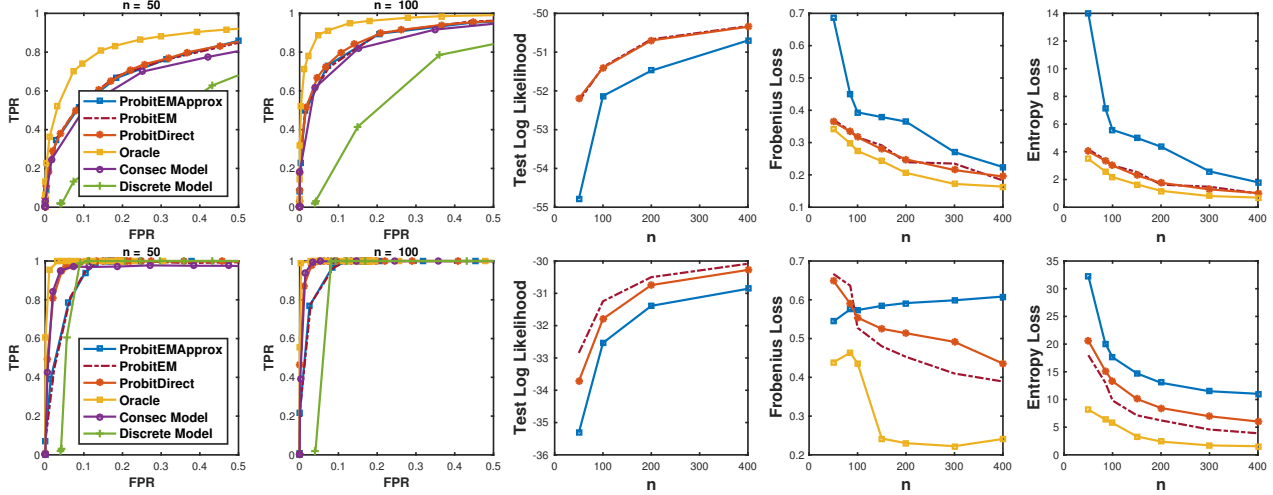 n = 50
TPR
1
0.8
0.6
0.4
0.2
0
ProbitEMApprox
ProbitEM
ProbitDirect
Oracle
Consec Model
Discrete Model
0 0.1 0.2 0.3 0.4 0.5
FPR
n = 100
TPR
1
0.8
0.6
0.4
0.2
0
0 0.1 0.2 0.3 0.4 0.5
FPR
Test Log Likelihood
-50
-51
-52
-53
-54
-55
0 100 200 300 400
n
Frobenius Loss
0.7
0.6
0.5
0.4
0.3
0.2
0.1
0 100 200 300 400
n
Entropy Loss
14
12
10
8
6
4
2
0
0 100 200 300 400
n
n = 50
TPR
1
0.8
0.6
0.4
0.2
0
ProbitEMApprox
ProbitEM
ProbitDirect
Oracle
Consec Model
Discrete Model
0 0.1 0.2 0.3 0.4 0.5
FPR
n = 100
TPR
1
0.8
0.6
0.4
0.2
0
0 0.1 0.2 0.3 0.4 0.5
FPR
Test Log Likelihood
-30
-31
-32
-33
-34
-35
-36
0 100 200 300 400
n
Frobenius Loss
0.7
0.6
0.5
0.4
0.3
0.2
0 100 200 300 400
n
Entropy Loss
35
30
25
20
15
10
5
0
0 100 200 300 400
n